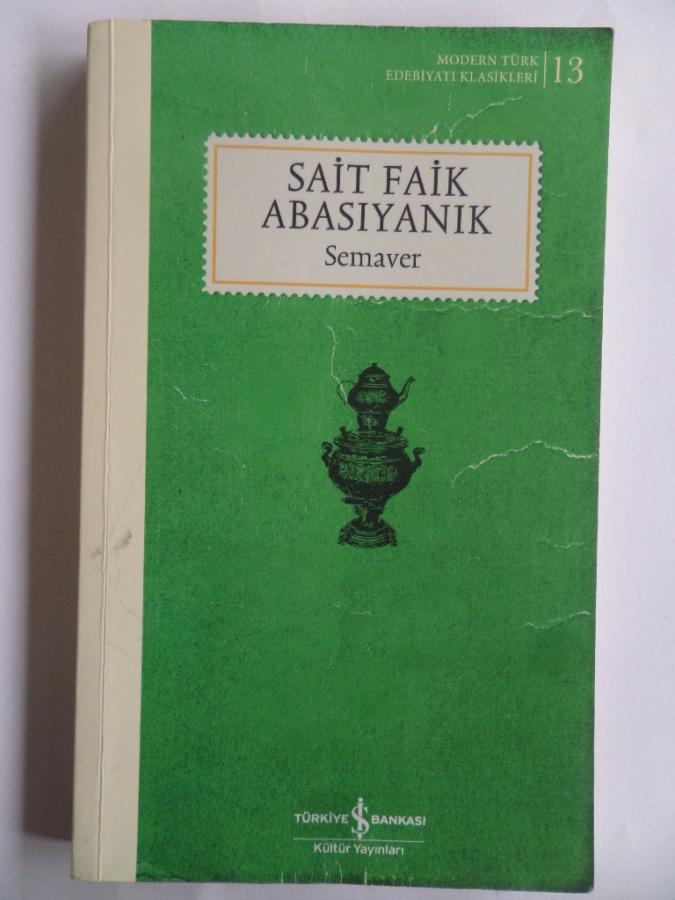 MODERN TÜRK
EDEBİYATI KLASİKLERİ 13
SAİT FAİK
ABASIYANIK
Semaver
TÜRKİYE İŞ BANKASI
Kültür Yayınları